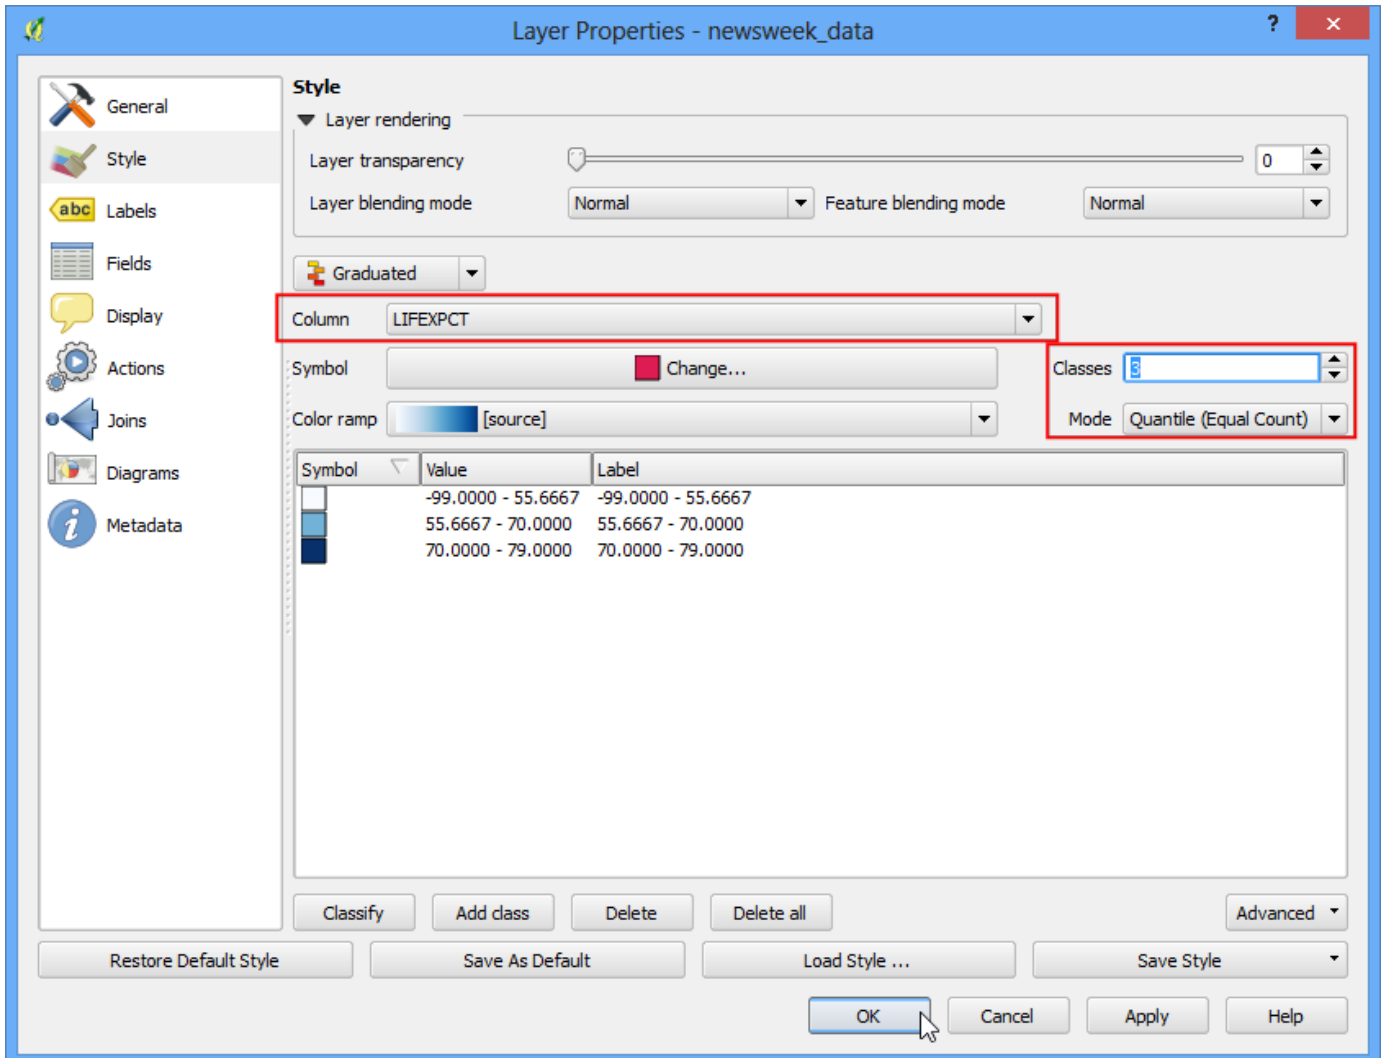 Layer Properties - newsweek_data
?
General
Style
Labels
Fields
Display
Actions
Joins
Diagrams
Metadata
abc
Style
Layer rendering
Layer transparency 0
Layer blending mode Normal Feature blending mode Normal
Graduated
Column LIFEXPCT
Symbol Change... Classes 3
Color ramp [source] Mode Quantile (Equal Count)
Symbol Value Label
-99.0000 - 55.6667 -99.0000 - 55.6667
55.6667 - 70.0000 55.6667 - 70.0000
70.0000 - 79.0000 70.0000 - 79.0000
Classify Add class Delete Delete all Advanced
Restore Default Style Save As Default Load Style ... Save Style
OK Cancel Apply Help